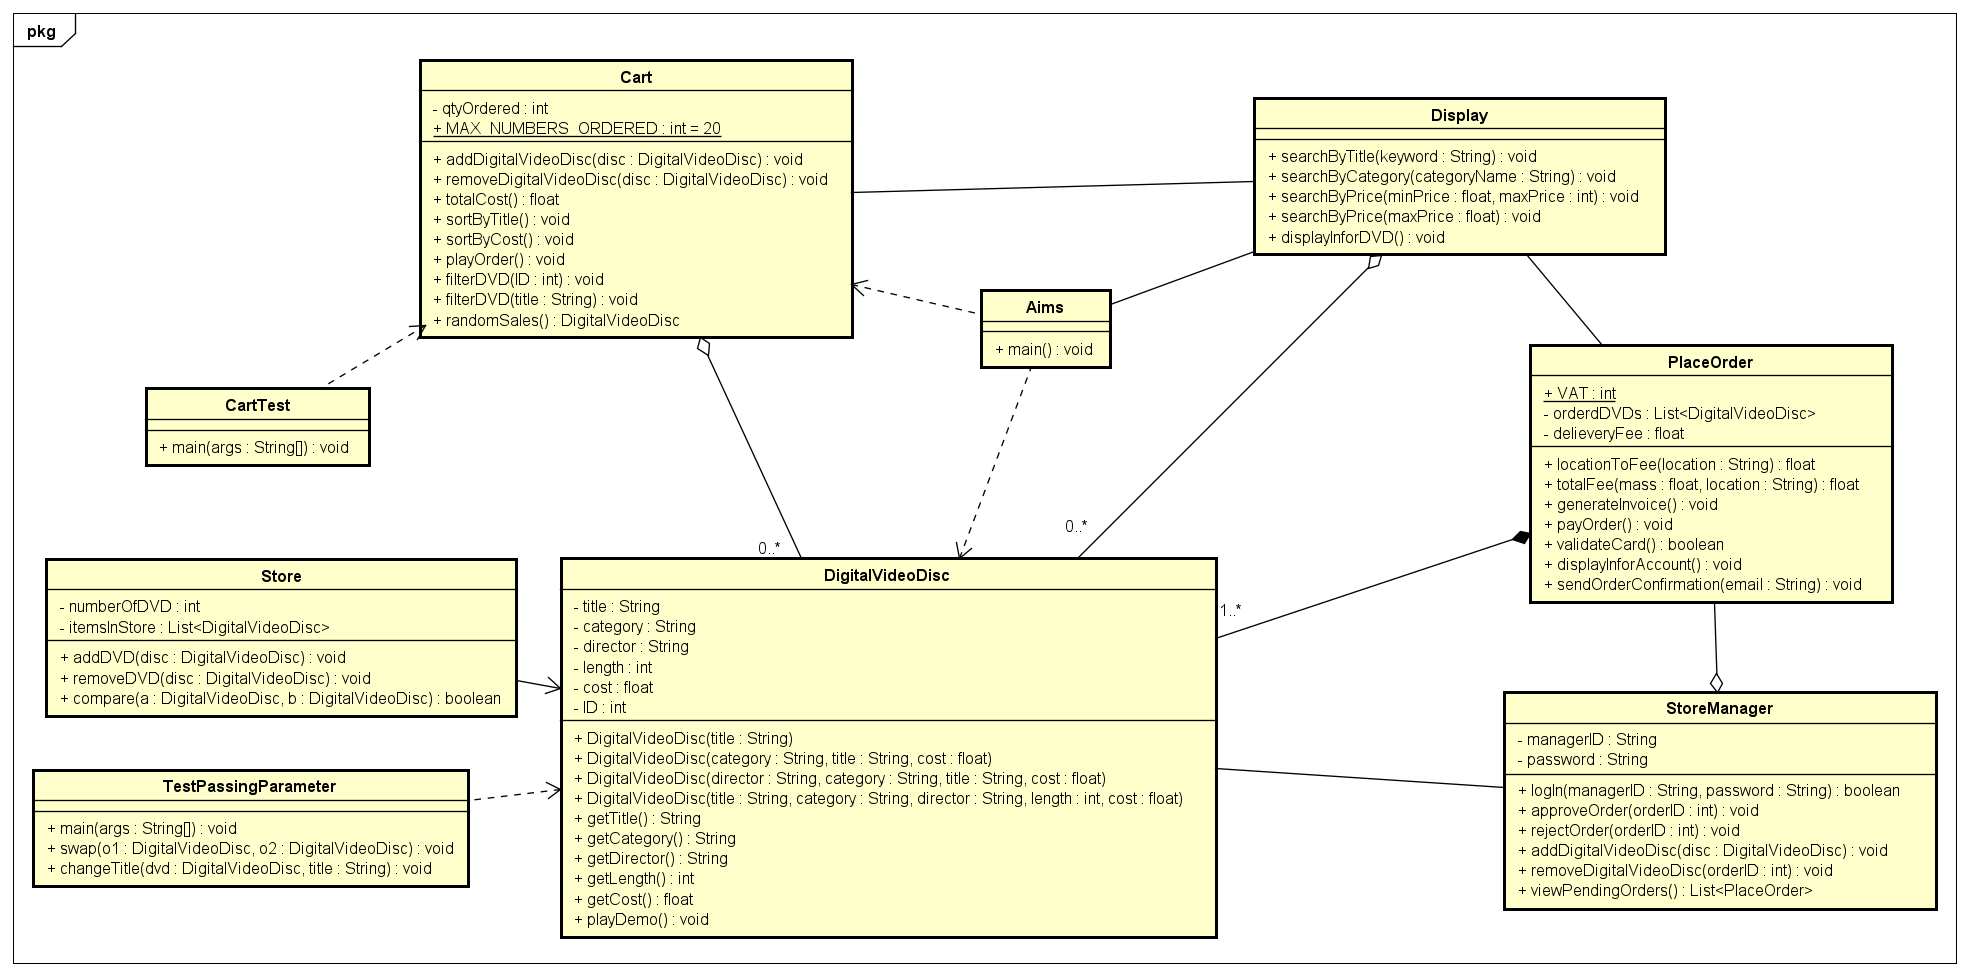 pkg
Cart
- qtyOrdered : int
+ MAX_NUMBERS_ORDERED : int = 20
+ addDigitalVideoDisc(disc : DigitalVideoDisc) : void
+ removeDigitalVideoDisc(disc : DigitalVideoDisc) : void
+ totalCost() : float
+ sortByTitle() : void
+ sortByCost() : void
+ playOrder() : void
+ filterDVD(ID : int) : void
+ filterDVD(title : String) : void
+ randomSales() : DigitalVideoDisc
Display
+ searchByTitle(keyword : String) : void
+ searchByCategory(categoryName : String) : void
+ searchByPrice(minPrice : float, maxPrice : int) : void
+ searchByPrice(maxPrice : float) : void
+ displayInforDVD() : void
Aims
+ main() : void
CartTest
+ main(args : String[]) : void
PlaceOrder
+ VAT : int
- orderdDVDs : List<DigitalVideoDisc>
- delieveryFee : float
+ locationToFee(location : String) : float
+ totalFee(mass : float, location : String) : float
+ generateInvoice() : void
+ payOrder() : void
+ validateCard() : boolean
+ displayInforAccount() : void
+ sendOrderConfirmation(email : String) : void
0..*
0..*
1..*
Store
- numberOfDVD : int
- itemsInStore : List<DigitalVideoDisc>
+ addDVD(disc : DigitalVideoDisc) : void
+ removeDVD(disc : DigitalVideoDisc) : void
+ compare(a : DigitalVideoDisc, b : DigitalVideoDisc) : boolean
DigitalVideoDisc
- title : String
- category : String
- director : String
- length : int
- cost : float
- ID : int
+ DigitalVideoDisc(title : String)
+ DigitalVideoDisc(category : String, title : String, cost : float)
+ DigitalVideoDisc(director : String, category : String, title : String, cost : float)
+ DigitalVideoDisc(title : String, category : String, director : String, length : int, cost : float)
+ getTitle() : String
+ getCategory() : String
+ getDirector() : String
+ getLength() : int
+ getCost() : float
+ playDemo() : void
TestPassingParameter
+ main(args : String[]) : void
+ swap(o1 : DigitalVideoDisc, o2 : DigitalVideoDisc) : void
+ changeTitle(dvd : DigitalVideoDisc, title : String) : void
StoreManager
- managerID : String
- password : String
+ logIn(managerID : String, password : String) : boolean
+ approveOrder(orderID : int) : void
+ rejectOrder(orderID : int) : void
+ addDigitalVideoDisc(disc : DigitalVideoDisc) : void
+ removeDigitalVideoDisc(orderID : int) : void
+ viewPendingOrders() : List<PlaceOrder>